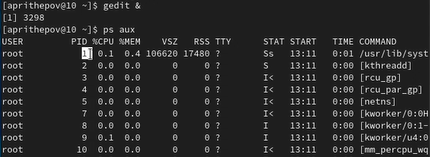 [aprithepov@10 ~]$ gedit &
[1] 3298
[aprithepov@10 ~]$ ps aux
USER PID %CPU %MEM VSZ RSS TTY STAT START TIME COMMAND
root 1 0.1 0.4 106620 17480 ? Ss 13:11 0:01 /usr/lib/syst
root 2 0.0 0.0 0 0 ? S 13:11 0:00 [kthreadd]
root 3 0.0 0.0 0 0 ? I< 13:11 0:00 [rcu_gp]
root 4 0.0 0.0 0 0 ? I< 13:11 0:00 [rcu_par_gp]
root 5 0.0 0.0 0 0 ? I< 13:11 0:00 [netns]
root 7 0.0 0.0 0 0 ? I< 13:11 0:00 [kworker/0:0H
root 8 0.0 0.0 0 0 ? I 13:11 0:00 [kworker/0:1-
root 9 0.1 0.0 0 0 ? I 13:11 0:00 [kworker/u4:0
root 10 0.0 0.0 0 0 ? I< 13:11 0:00 [mm_percpu_wq